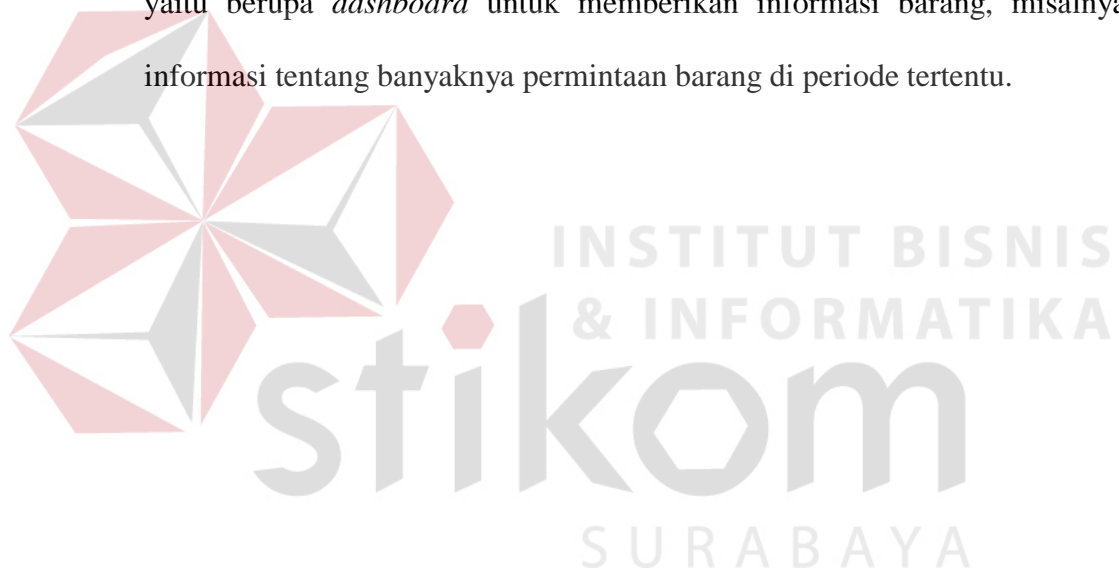 yaitu berupa dashboard untuk memberikan informasi barang, misalnya
informasi tentang banyaknya permintaan barang di periode tertentu.
INSTITUT BISNIS
& INFORMATIKA
stikom
SURABAYA